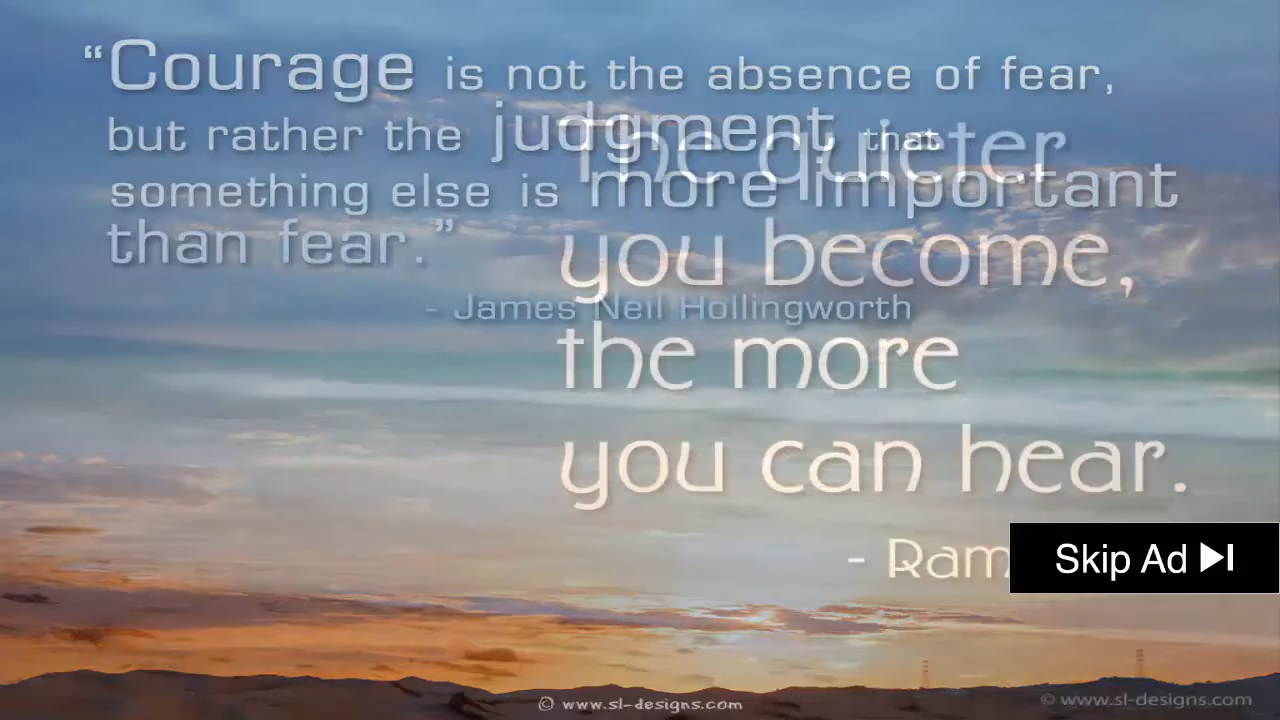 “Courage is not the absence of fear,
but rather the judgment, that
something else is more important
than fear.”
- James Neil Hollingworth
The quieter
you become,
the more
you can hear.
-
Skip Ad
© www.sl-designs.com
© www.sl-designs.com